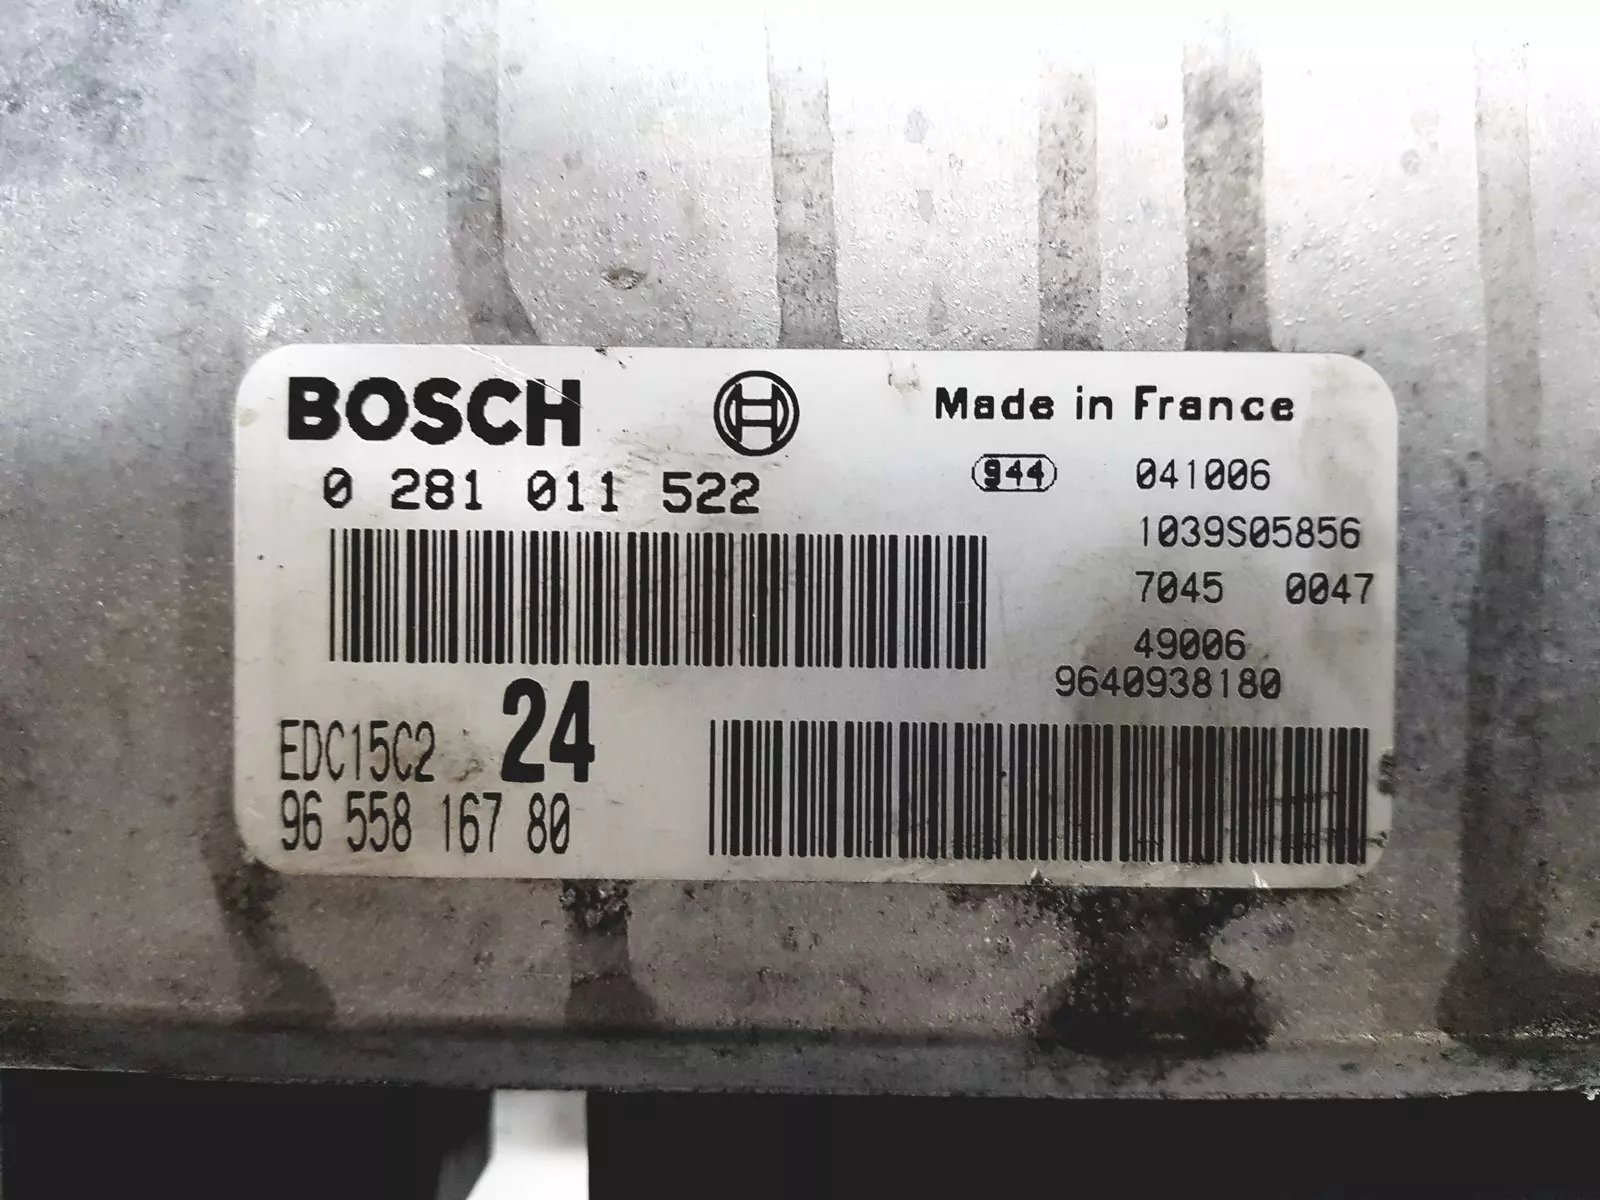 BOSCH
Made in France
0 281 011 522
944 041006
1039S05856
7045 0047
49006
9640938180
EDC15C2 24
96 558 167 80